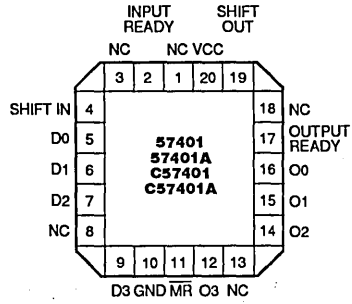 INPUT READY
SHIFT OUT
NC
NC VCC
3 2 1 20 19
SHIFT IN 4
18 NC
D0 5
17 OUTPUT READY
D1 6
16 O0
D2 7
15 O1
NC 8
14 O2
57401
57401A
C57401
C57401A
9 10 11 12 13
D3 GND MR O3 NC